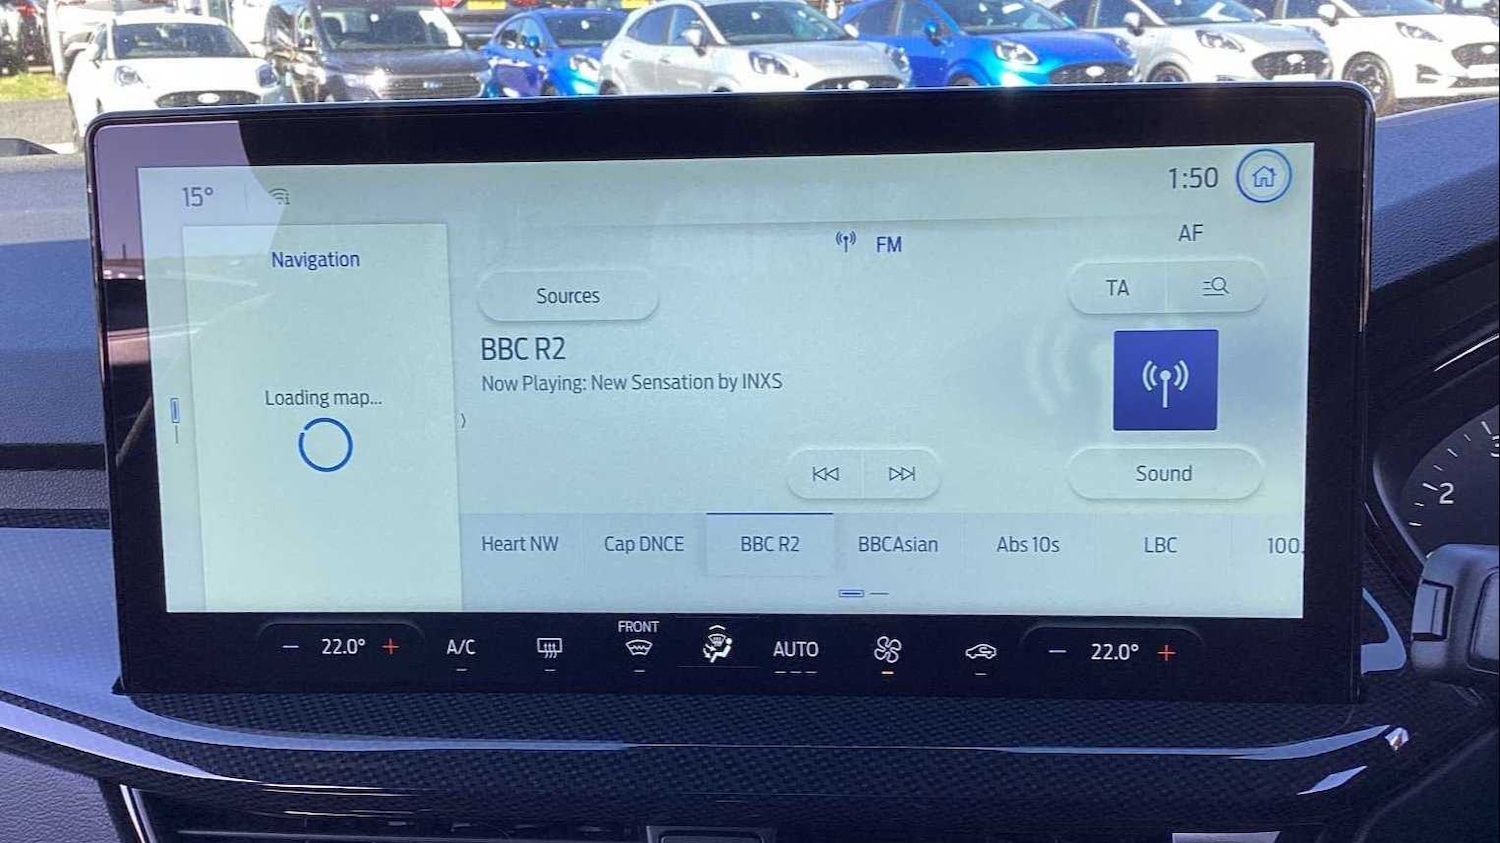 15°
1:50
Navigation
FM
AF
Sources
TA
BBC R2
Now Playing: New Sensation by INXS
Loading map...
Sound
Heart NW
Cap DNCE
BBC R2
BBCAsian
Abs 10s
LBC
100.
FRONT
− 22.0° +
A/C
AUTO
− 22.0° +
2